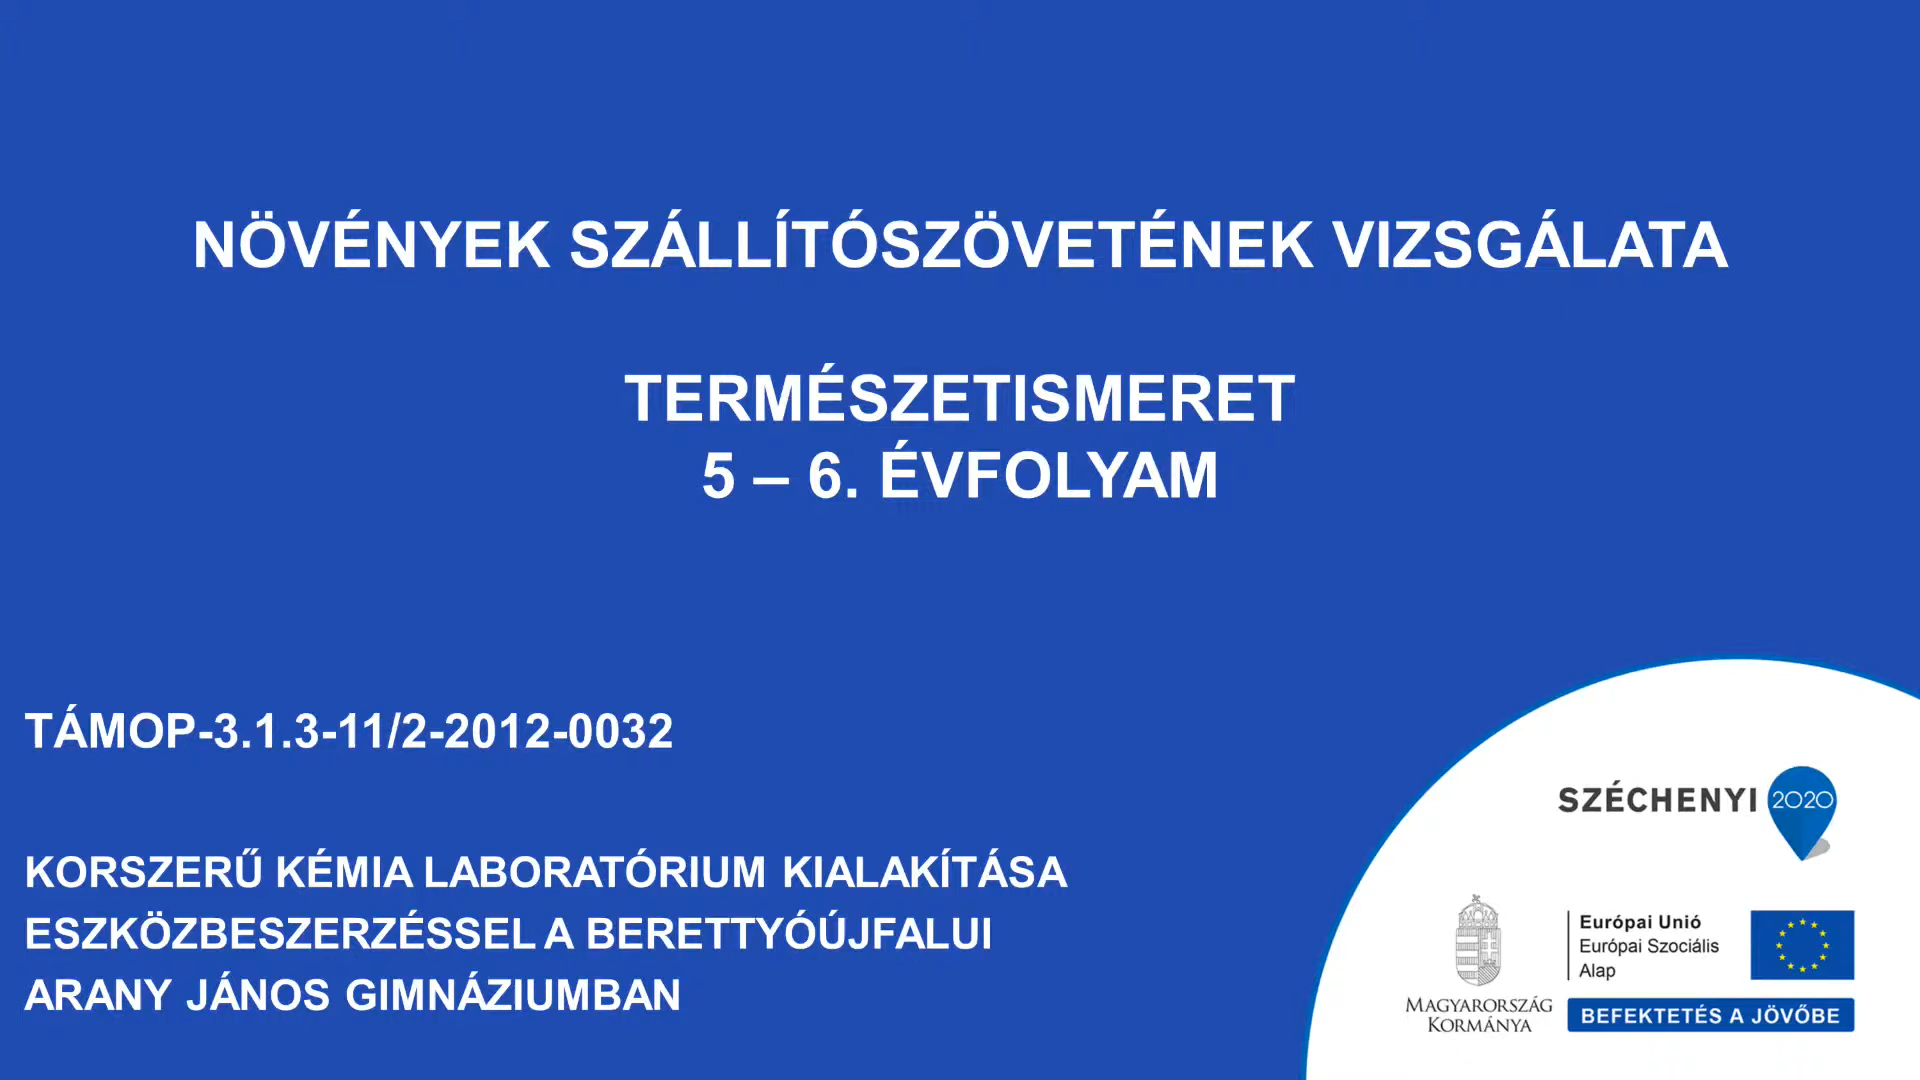 NÖVÉNYEK SZÁLLÍTÓSZÖVETÉNEK VIZSGÁLATA
TERMÉSZETISMERET
5 – 6. ÉVFOLYAM
TÁMOP-3.1.3-11/2-2012-0032
KORSZERŰ KÉMIA LABORATÓRIUM KIALAKÍTÁSA
ESZKÖZBESZERZÉSSEL A BERETTYÓÚJFALUI
ARANY JÁNOS GIMNÁZIUMBAN
SZÉCHENYI 2020
MAGYARORSZÁG
KORMÁNYA
Európai Unió
Európai Szociális
Alap
BEFEKTETÉS A JÖVŐBE